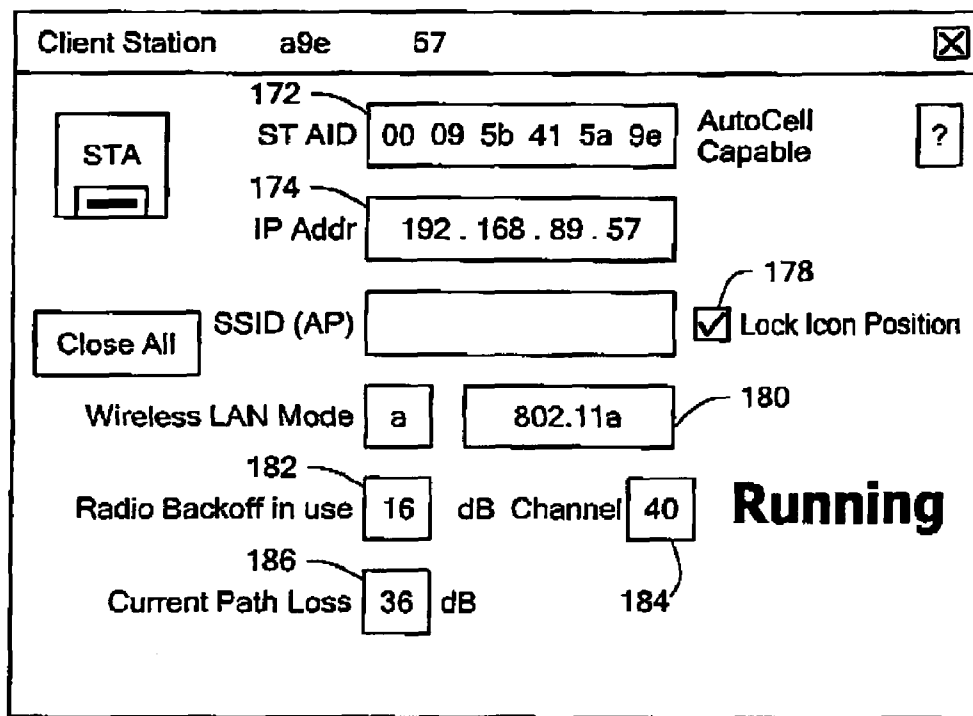 Client Station a9e 57
172
ST AID 00 09 5b 41 5a 9e AutoCell Capable ?
STA
174
IP Addr 192 . 168 . 89 . 57
178
SSID (AP) Lock Icon Position
Close All
Wireless LAN Mode a 802.11a 180
182
Radio Backoff in use 16 dB Channel 40 Running
186
Current Path Loss 36 dB 184